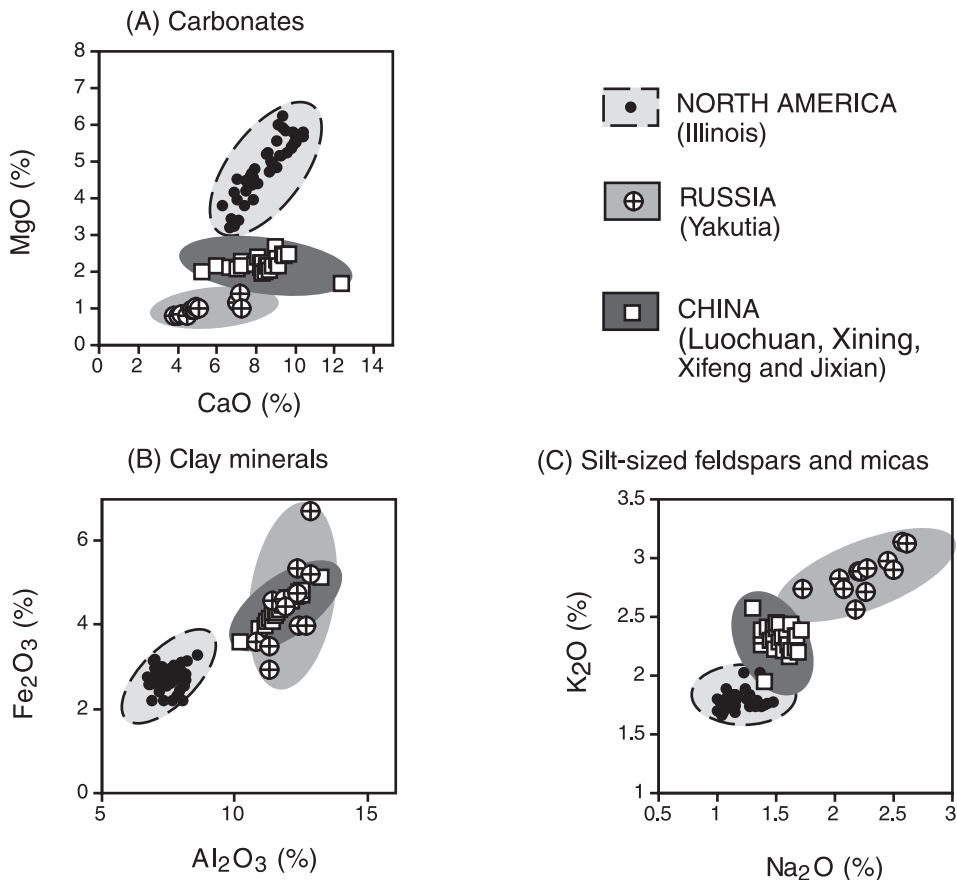 (A) Carbonates
8
7
6
5
4
3
2
1
0
MgO (%)
0 2 4 6 8 10 12 14
CaO (%)
NORTH AMERICA
(Illinois)
RUSSIA
(Yakutia)
CHINA
(Luochuan, Xining,
Xifeng and Jixian)
(B) Clay minerals
6
4
2
0
Fe2O3 (%)
5 10 15
Al2O3 (%)
(C) Silt-sized feldspars and micas
3.5
3
2.5
2
1.5
1
K2O (%)
0.5 1 1.5 2 2.5 3
Na2O (%)